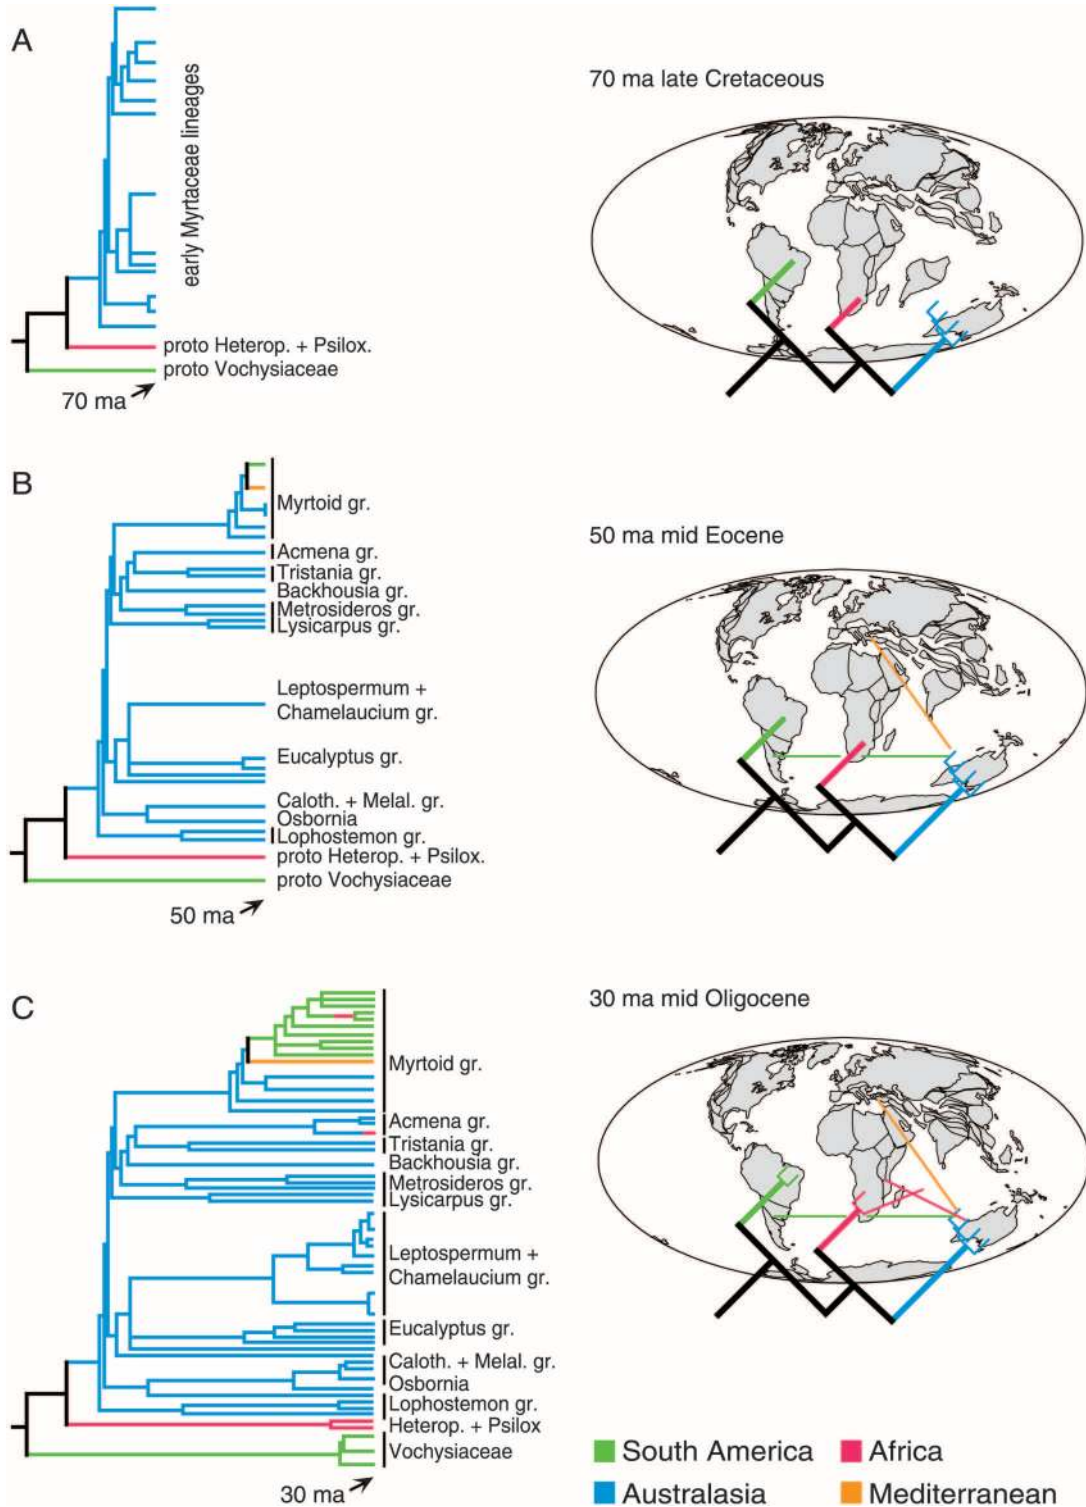 A
early Myrtaceae lineages
proto Heterop. + Psilox.
proto Vochysiaceae
70 ma
70 ma late Cretaceous
B
Myrtoid gr.
Acmena gr.
Tristania gr.
Backhousia gr.
Metrosideros gr.
Lysicarpus gr.
Leptospermum +
Chamelaucium gr.
Eucalyptus gr.
Caloth. + Melal. gr.
Osbornia
Lophostemon gr.
proto Heterop. + Psilox.
proto Vochysiaceae
50 ma
50 ma mid Eocene
C
Myrtoid gr.
Acmena gr.
Tristania gr.
Backhousia gr.
Metrosideros gr.
Lysicarpus gr.
Leptospermum +
Chamelaucium gr.
Eucalyptus gr.
Caloth. + Melal. gr.
Osbornia
Lophostemon gr.
Heterop. + Psilox
Vochysiaceae
30 ma
30 ma mid Oligocene
South America
Africa
Australasia
Mediterranean